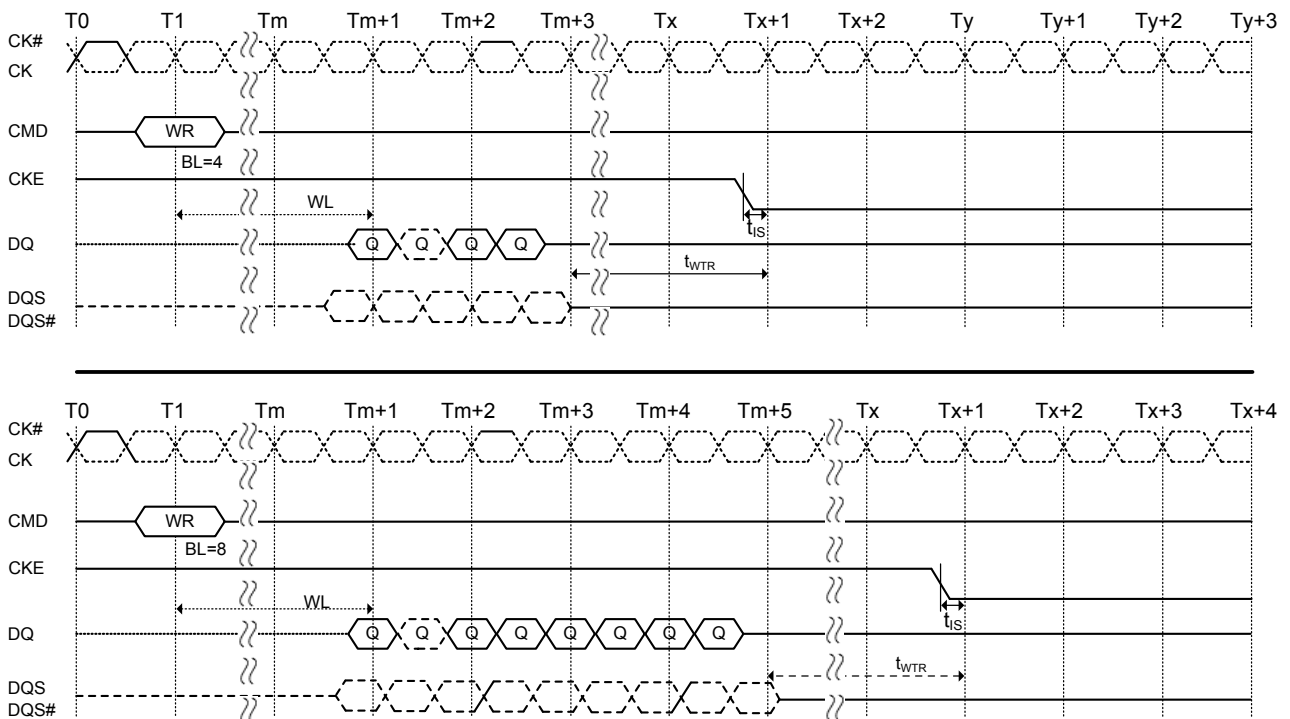 T0 T1 Tm Tm+1 Tm+2 Tm+3 Tx Tx+1 Tx+2 Ty Ty+1 Ty+2 Ty+3
CK#
CK
CMD WR
BL=4
CKE
WL
tIS
DQ Q Q Q Q
tWTR
DQS
DQS#
T0 T1 Tm Tm+1 Tm+2 Tm+3 Tm+4 Tm+5 Tx Tx+1 Tx+2 Tx+3 Tx+4
CK#
CK
CMD WR
BL=8
CKE
WL
tIS
DQ Q Q Q Q Q Q Q Q
tWTR
DQS
DQS#